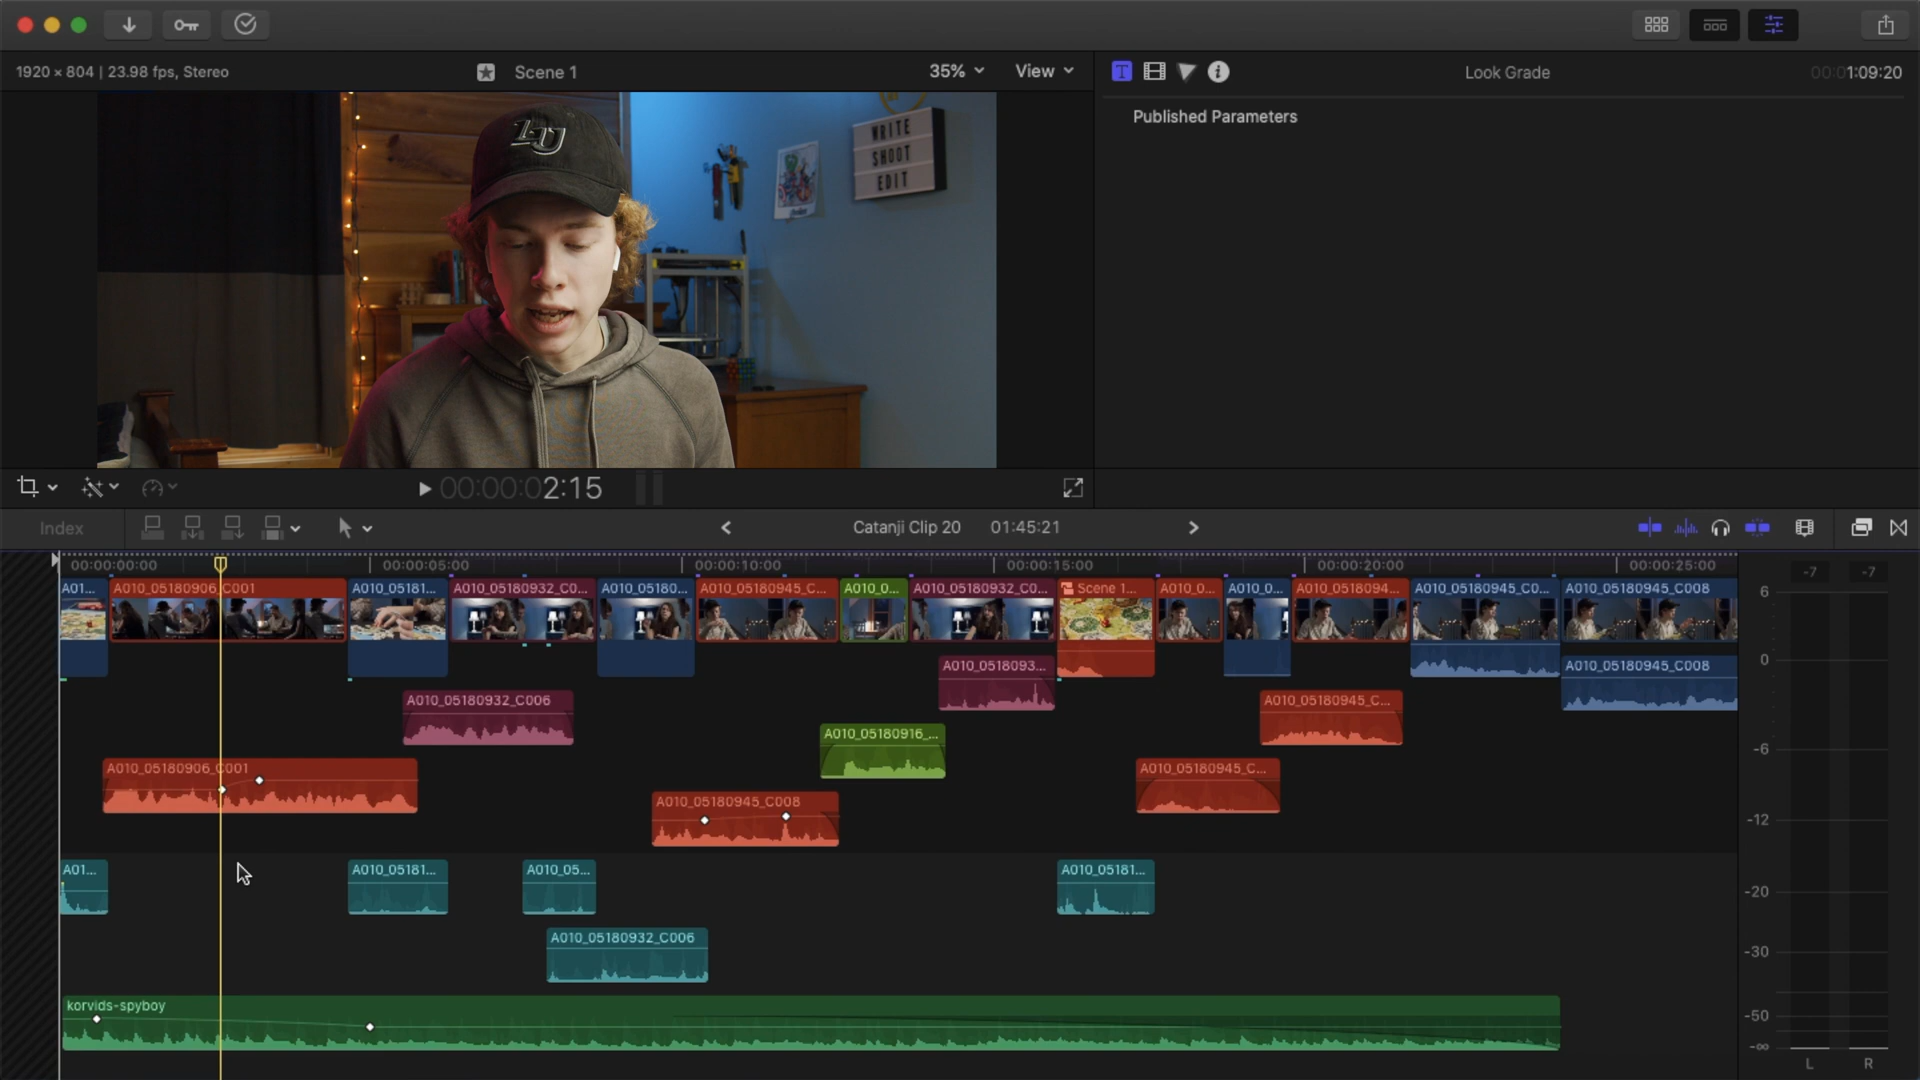 1920 × 804 | 23.98 fps, Stereo
Scene 1
35%
View
Look Grade
00:00:1:09:20
Published Parameters
LU
WRITE
SHOOT
EDIT
00:00:02:15
Index
Catanji Clip 20
01:45:21
00:00:00:00
00:00:05:00
00:00:10:00
00:00:15:00
00:00:20:00
00:00:25:00
A01...
A010_05180906_C001
A010_05181...
A010_05180932_C0...
A010_05180...
A010_05180945_C...
A010_0...
A010_05180932_C0...
Scene 1...
A010_0...
A010_0...
A010_0518094...
A010_05180945_C0...
A010_05180945_C008
A010_0518093...
A010_05180945_C008
A010_05180932_C006
A010_05180945_C...
A010_05180916_...
A010_05180906_C001
A010_05180945_C...
A010_05180945_C008
A01...
A010_05181...
A010_05...
A010_05181...
A010_05180932_C006
korvids-spyboy
-7
-7
6
0
-6
-12
-20
-30
-50
-∞
L
R